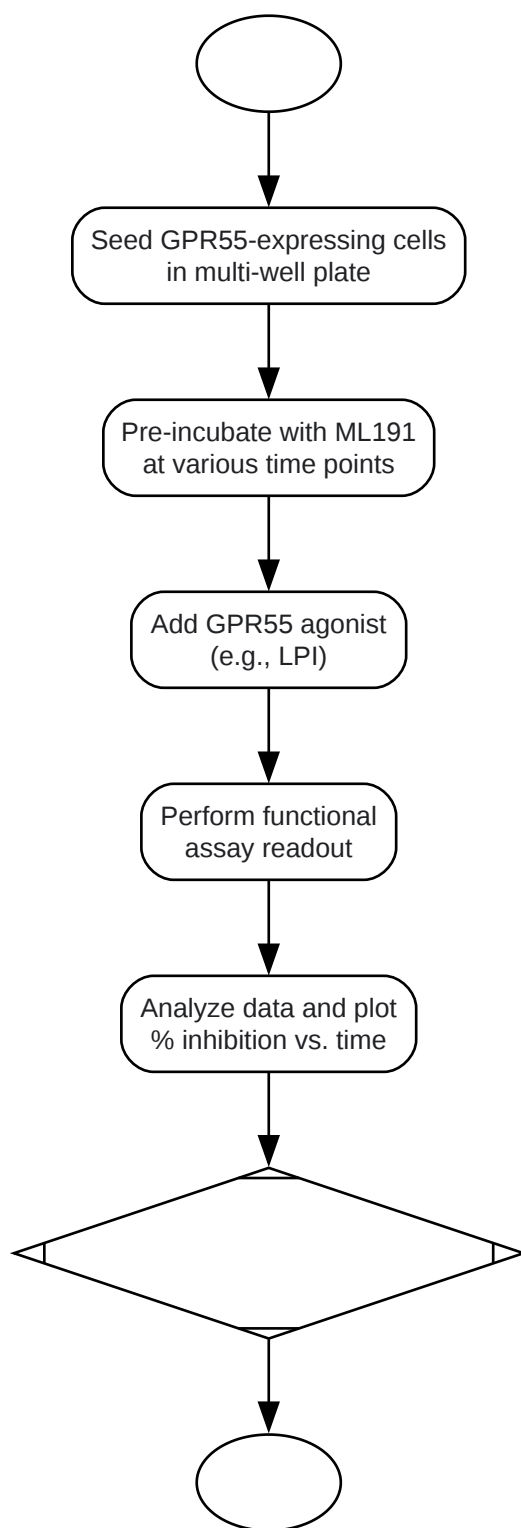 Seed GPR55-expressing cells
in multi-well plate
Pre-incubate with ML191
at various time points
Add GPR55 agonist
(e.g., LPI)
Perform functional
assay readout
Analyze data and plot
% inhibition vs. time